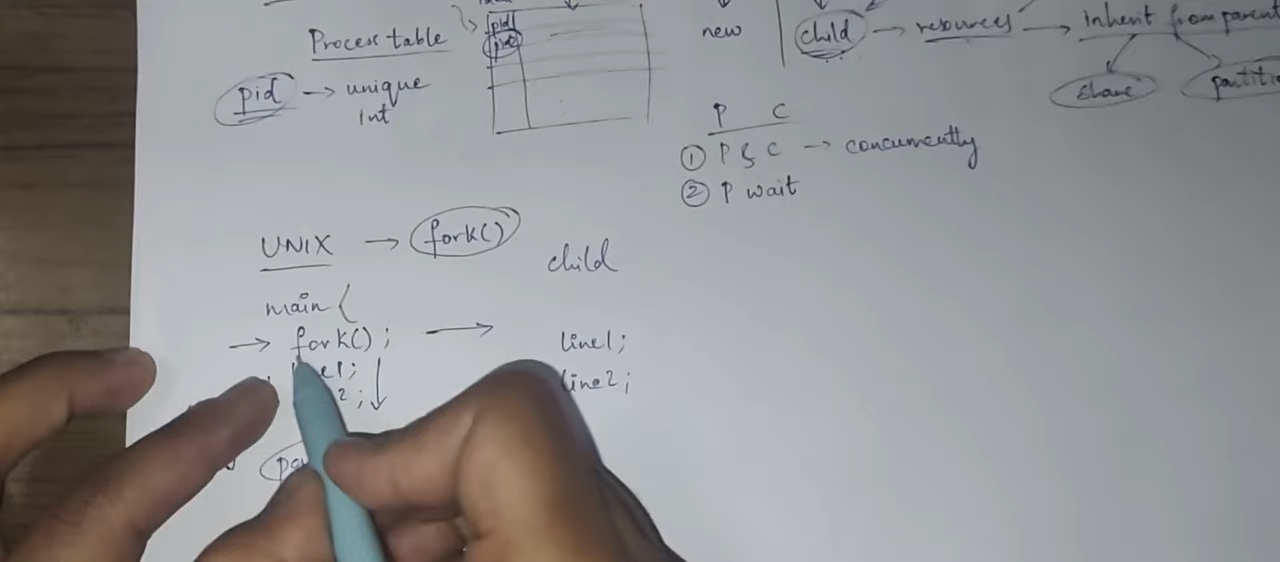 Process table
pid
pid
new
child → resources → inherit from parent
share
pid → unique
int
P C
① P & C → concurrently
② P wait
UNIX → fork()
child
main {
→ fork(); →
line1;
line2;